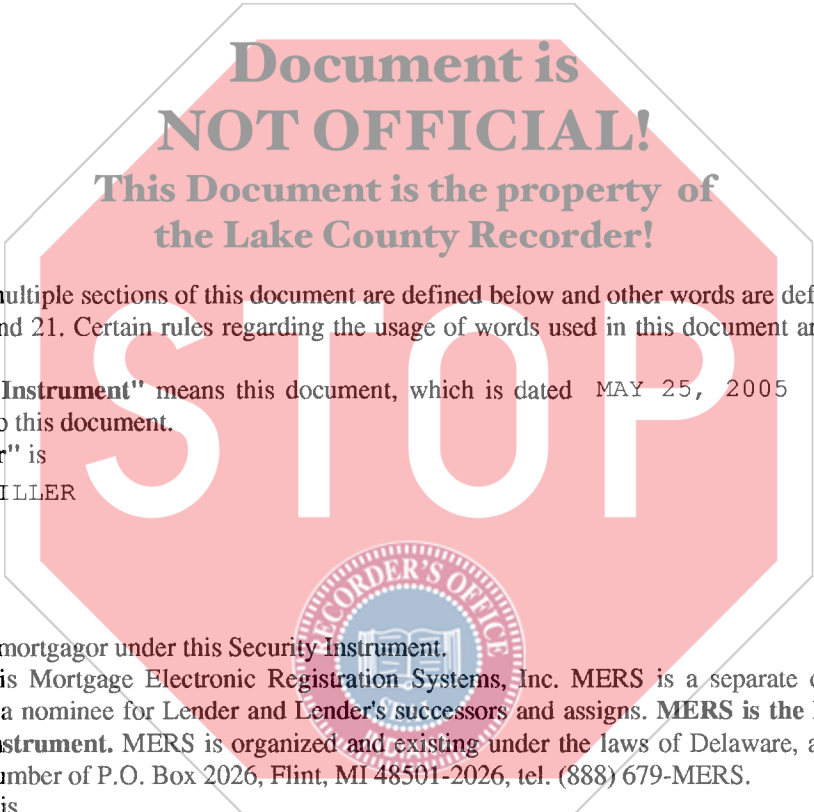 Document is
NOT OFFICIAL!
This Document is the property of
the Lake County Recorder!
multiple sections of this document are defined below and other words are def
nd 21. Certain rules regarding the usage of words used in this document a
Instrument" means this document, which is dated MAY 25, 2005
o this document.
r" is
ILLER
STOP
RECORDER'S OFFICE
mortgagor under this Security Instrument.
is Mortgage Electronic Registration Systems, Inc. MERS is a separate
a nominee for Lender and Lender's successors and assigns. MERS is the
strument. MERS is organized and existing under the laws of Delaware, a
umber of P.O. Box 2026, Flint, MI 48501-2026, tel. (888) 679-MERS.
is